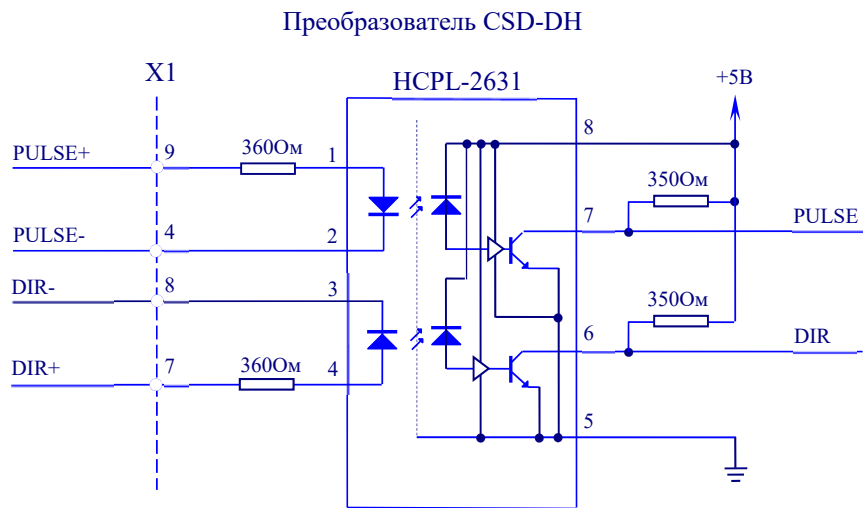 Преобразователь CSD-DH
X1
HCPL-2631
+5В
PULSE+
9
360Ом
1
8
350Ом
7
PULSE
PULSE-
4
2
DIR-
8
3
350Ом
6
DIR
DIR+
7
360Ом
4
5